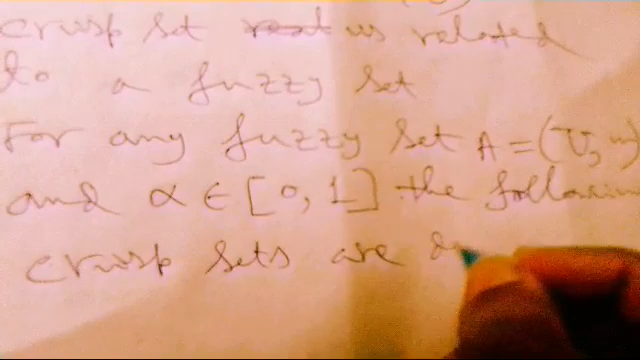 crisp set is related
to a fuzzy set
For any fuzzy set A = (U, m)
and α ∈ [0, 1] the following
crisp sets are